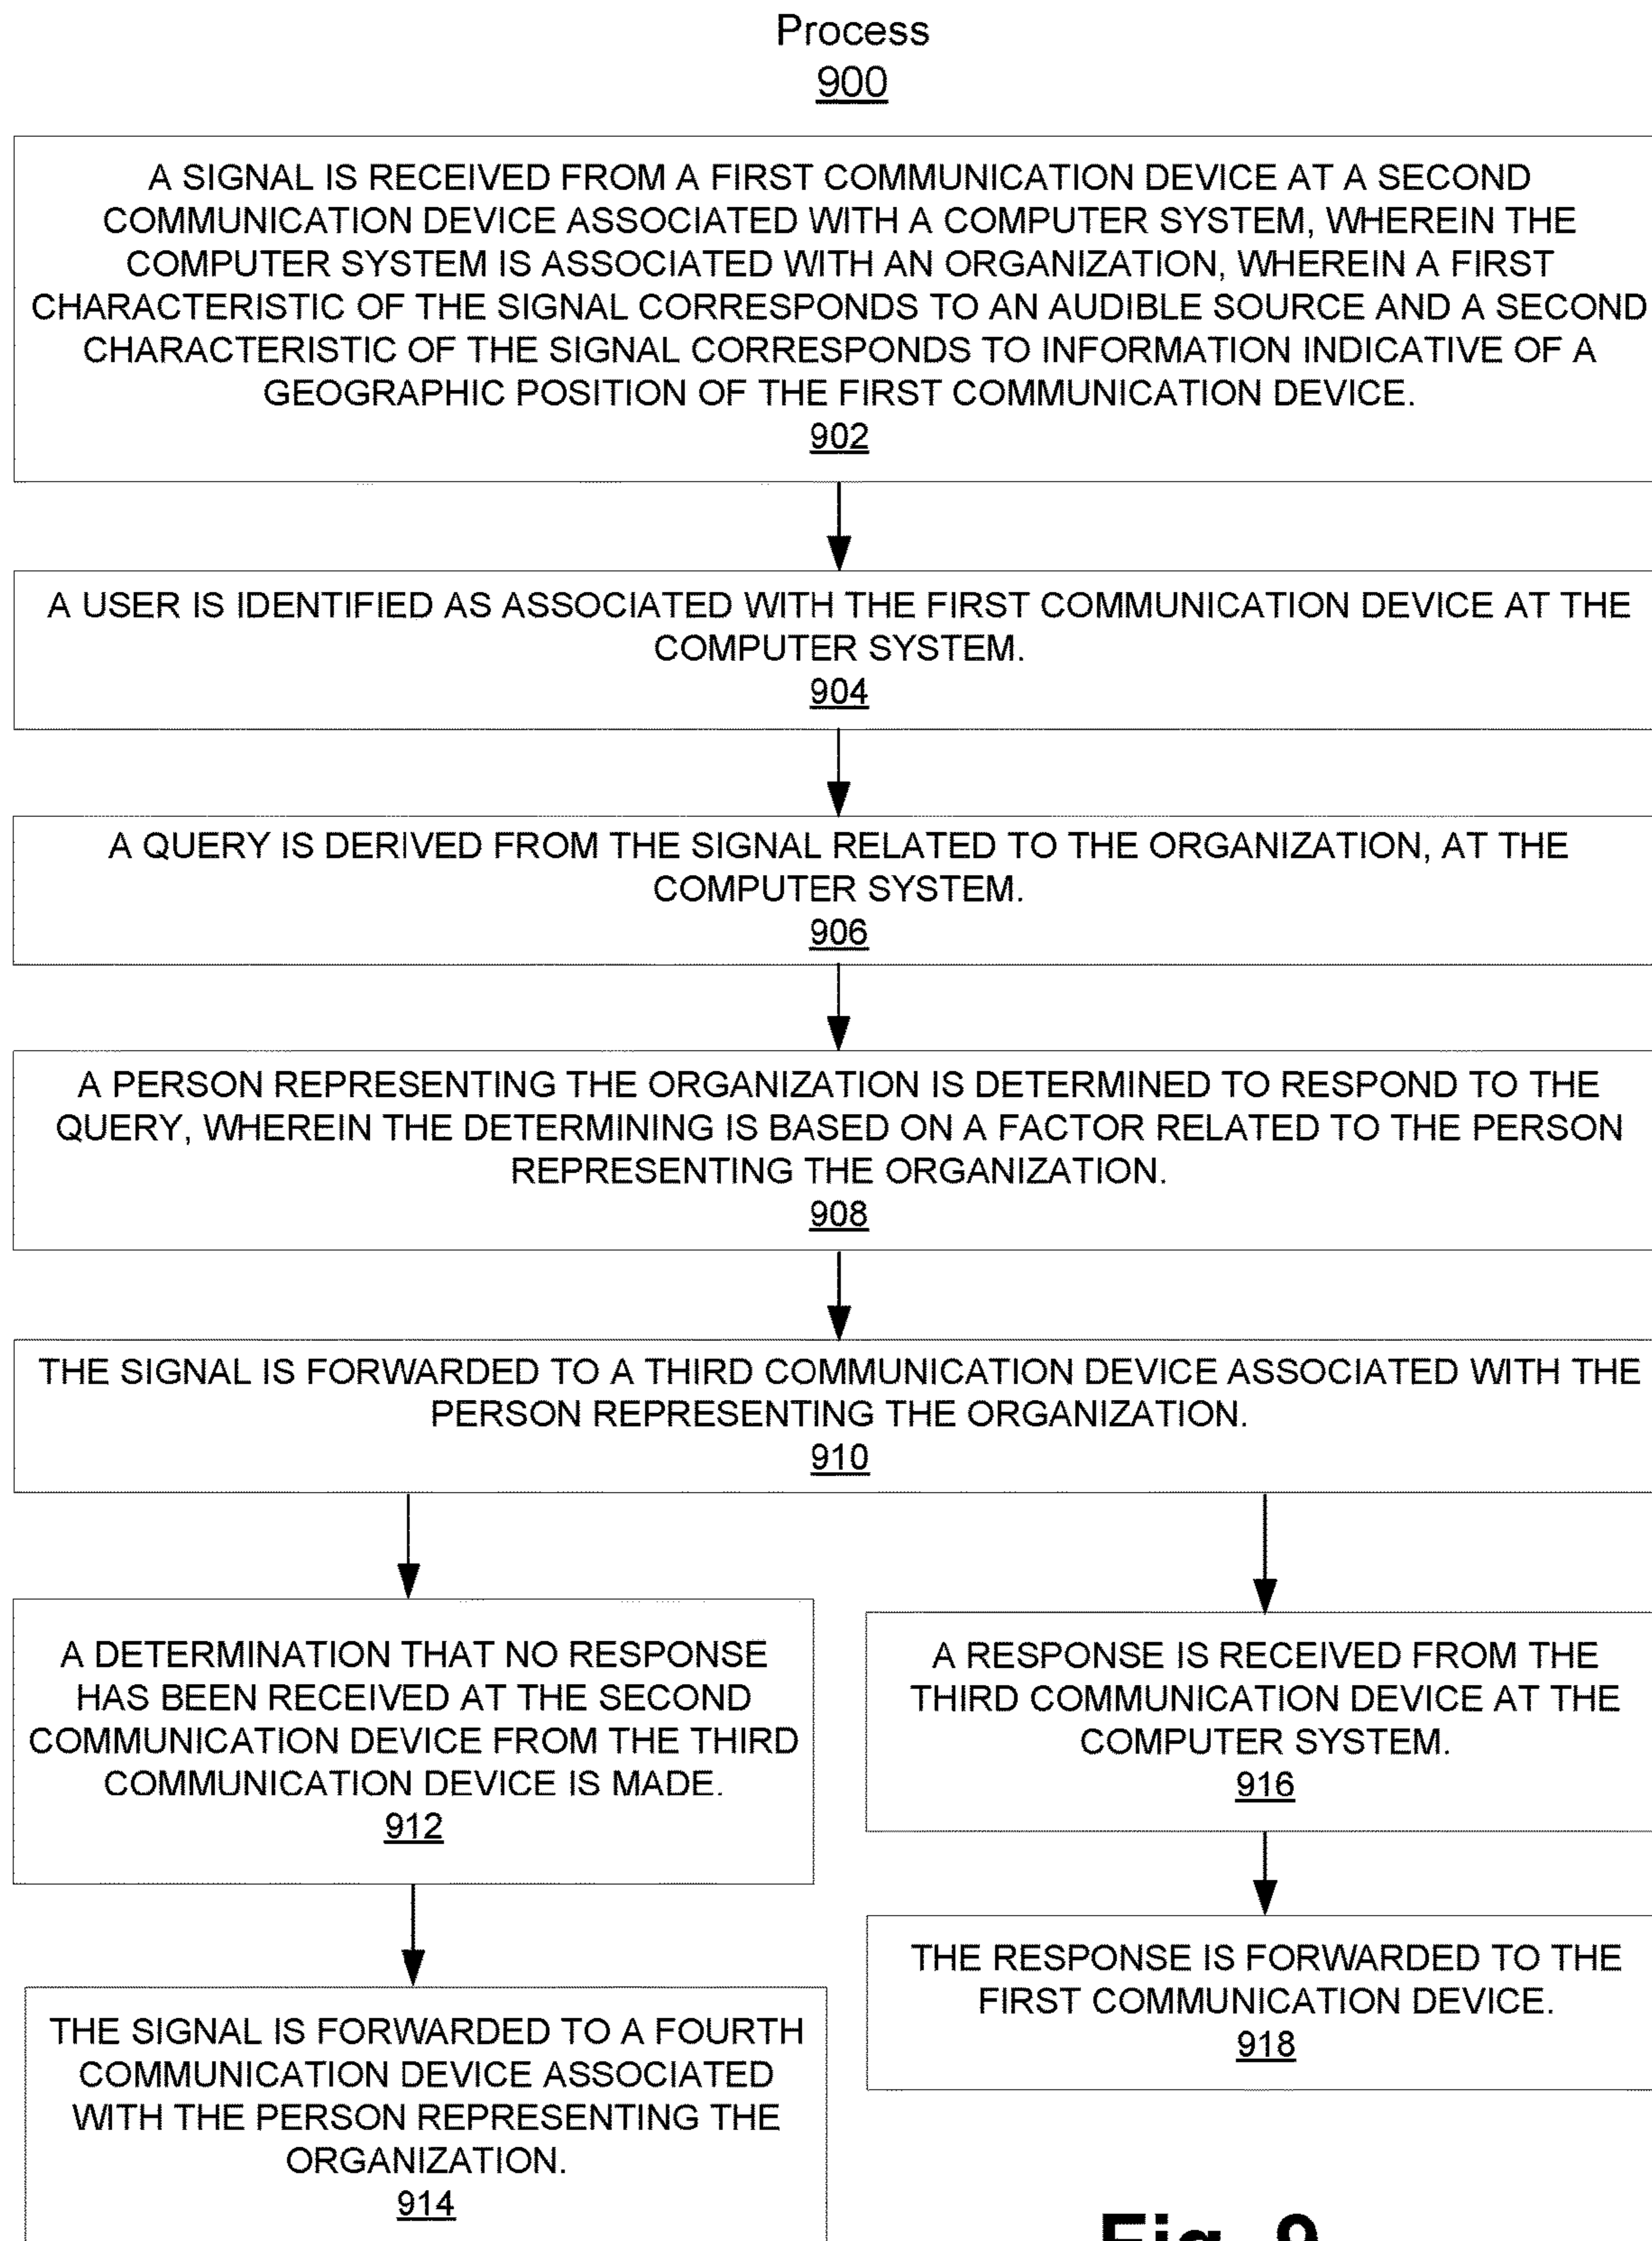 Process
900
A SIGNAL IS RECEIVED FROM A FIRST COMMUNICATION DEVICE AT A SECOND
COMMUNICATION DEVICE ASSOCIATED WITH A COMPUTER SYSTEM, WHEREIN THE
COMPUTER SYSTEM IS ASSOCIATED WITH AN ORGANIZATION, WHEREIN A FIRST
CHARACTERISTIC OF THE SIGNAL CORRESPONDS TO AN AUDIBLE SOURCE AND A SECOND
CHARACTERISTIC OF THE SIGNAL CORRESPONDS TO INFORMATION INDICATIVE OF A
GEOGRAPHIC POSITION OF THE FIRST COMMUNICATION DEVICE.
902
A USER IS IDENTIFIED AS ASSOCIATED WITH THE FIRST COMMUNICATION DEVICE AT THE
COMPUTER SYSTEM.
904
A QUERY IS DERIVED FROM THE SIGNAL RELATED TO THE ORGANIZATION, AT THE
COMPUTER SYSTEM.
906
A PERSON REPRESENTING THE ORGANIZATION IS DETERMINED TO RESPOND TO THE
QUERY, WHEREIN THE DETERMINING IS BASED ON A FACTOR RELATED TO THE PERSON
REPRESENTING THE ORGANIZATION.
908
THE SIGNAL IS FORWARDED TO A THIRD COMMUNICATION DEVICE ASSOCIATED WITH THE
PERSON REPRESENTING THE ORGANIZATION.
910
A DETERMINATION THAT NO RESPONSE
HAS BEEN RECEIVED AT THE SECOND
COMMUNICATION DEVICE FROM THE THIRD
COMMUNICATION DEVICE IS MADE.
912
THE SIGNAL IS FORWARDED TO A FOURTH
COMMUNICATION DEVICE ASSOCIATED
WITH THE PERSON REPRESENTING THE
ORGANIZATION.
914
A RESPONSE IS RECEIVED FROM THE
THIRD COMMUNICATION DEVICE AT THE
COMPUTER SYSTEM.
916
THE RESPONSE IS FORWARDED TO THE
FIRST COMMUNICATION DEVICE.
918
Fig. 9